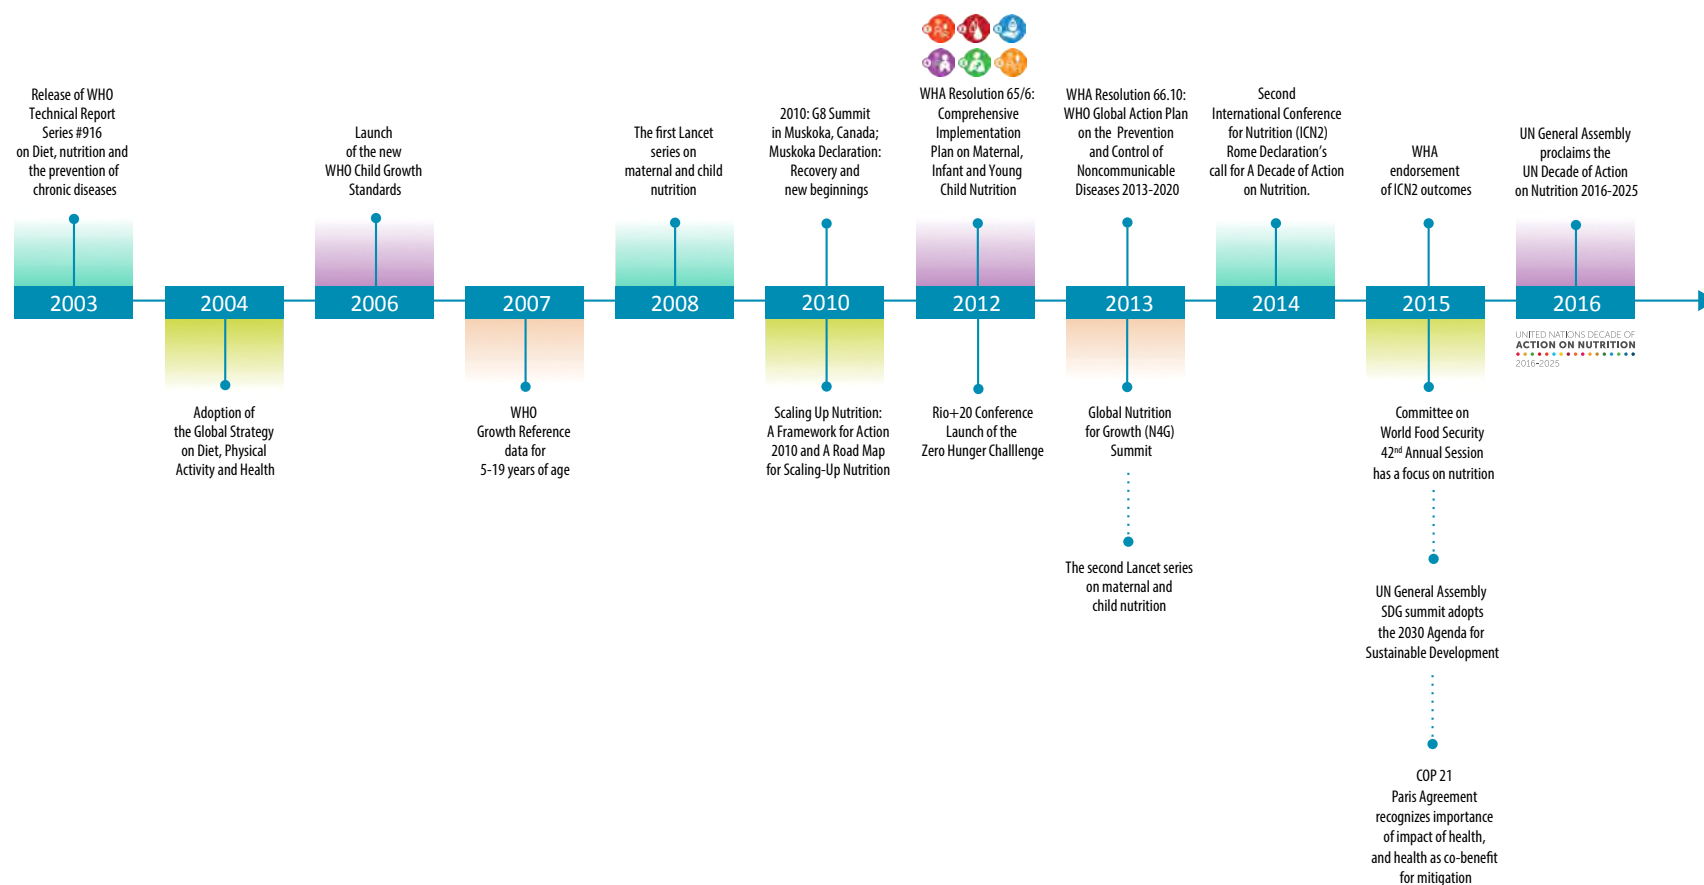 Release of WHO
Technical Report
Series #916
on Diet, nutrition and
the prevention of
chronic diseases
2003
2004
Adoption of
the Global Strategy
on Diet, Physical
Activity and Health
Launch
of the new
WHO Child Growth
Standards
2006
2007
WHO
Growth Reference
data for
5-19 years of age
The first Lancet
series on
maternal and child
nutrition
2008
2010: G8 Summit
in Muskoka, Canada;
Muskoka Declaration:
Recovery and
new beginnings
2010
Scaling Up Nutrition:
A Framework for Action
2010 and A Road Map
for Scaling-Up Nutrition
WHA Resolution 65/6:
Comprehensive
Implementation
Plan on Maternal,
Infant and Young
Child Nutrition
2012
Rio+20 Conference
Launch of the
Zero Hunger Challlenge
WHA Resolution 66.10:
WHO Global Action Plan
on the Prevention
and Control of
Noncommunicable
Diseases 2013-2020
2013
Global Nutrition
for Growth (N4G)
Summit
The second Lancet series
on maternal and
child nutrition
Second
International Conference
for Nutrition (ICN2)
Rome Declaration's
call for A Decade of Action
on Nutrition.
2014
WHA
endorsement
of ICN2 outcomes
2015
Committee on
World Food Security
42nd Annual Session
has a focus on nutrition
UN General Assembly
SDG summit adopts
the 2030 Agenda for
Sustainable Development
COP 21
Paris Agreement
recognizes importance
of impact of health,
and health as co-benefit
for mitigation
UN General Assembly
proclaims the
UN Decade of Action
on Nutrition 2016-2025
2016
UNITED NATIONS DECADE OF
ACTION ON NUTRITION
2016-2025